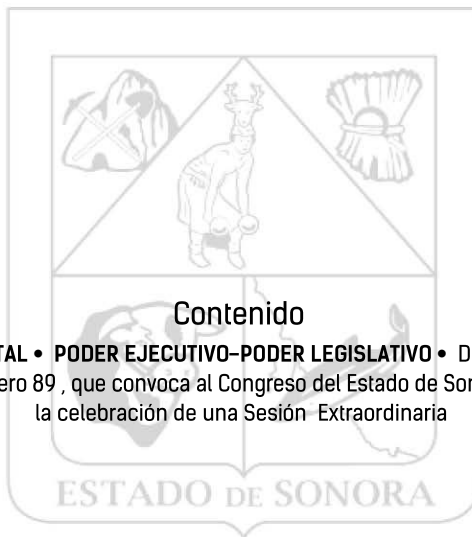 Contenido
TAL • PODER EJECUTIVO-PODER LEGISLATIVO • D
ero 89 , que convoca al Congreso del Estado de Sor
la celebración de una Sesión Extraordinaria
ESTADO DE SONORA